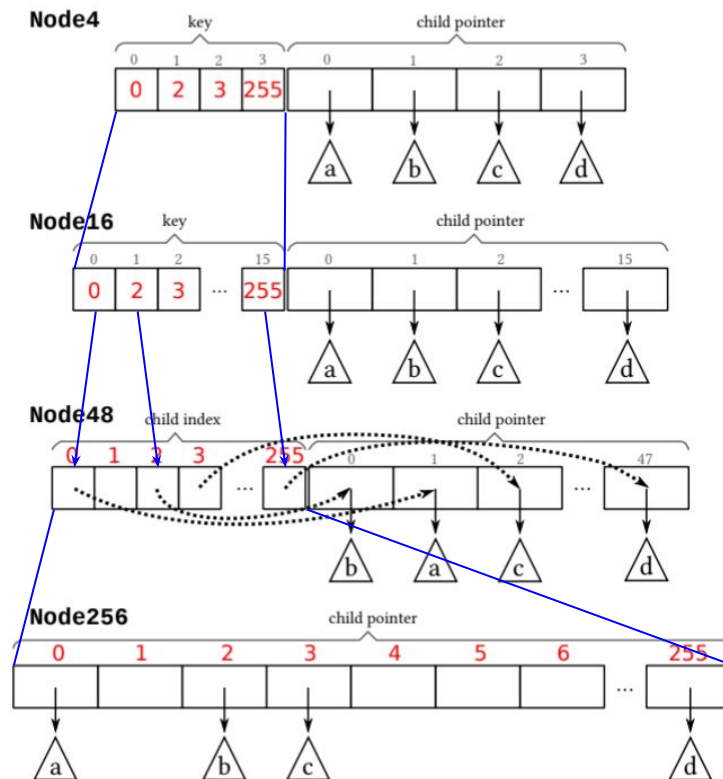 Node4
key child pointer
0 1 2 3 0 1 2 3
0 2 3 255
a b c d
Node16
key child pointer
0 1 2 15 0 1 2 15
0 2 3 ... 255 ...
a b c d
Node48
child index child pointer
0 1 2 3 255 0 1 2 47
... ...
b a c d
Node256
child pointer
0 1 2 3 4 5 6 255
...
a b c d